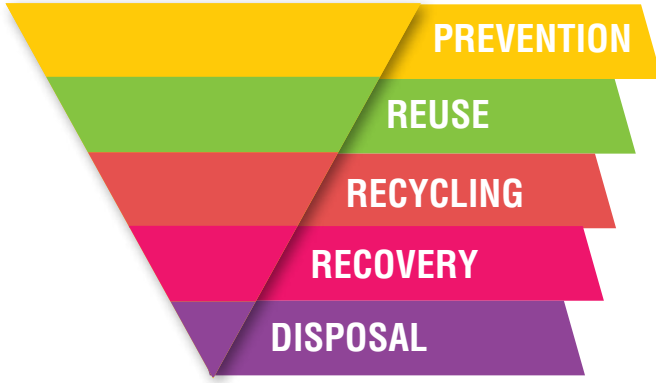 PREVENTION
REUSE
RECYCLING
RECOVERY
DISPOSAL